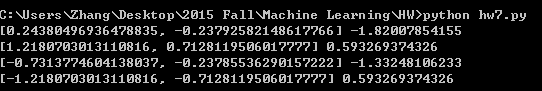 C:\Users\Zhang\Desktop\2015 Fall\Machine Learning\HW>python hw7.py
[0.24380496936478835, -0.23792582148617766] -1.82007854155
[1.2180703013110816, 0.7128119506017777] 0.593269374326
[-0.7313774604138037, -0.23785536290157222] -1.33248106233
[-1.2180703013110816, -0.7128119506017777] 0.593269374326